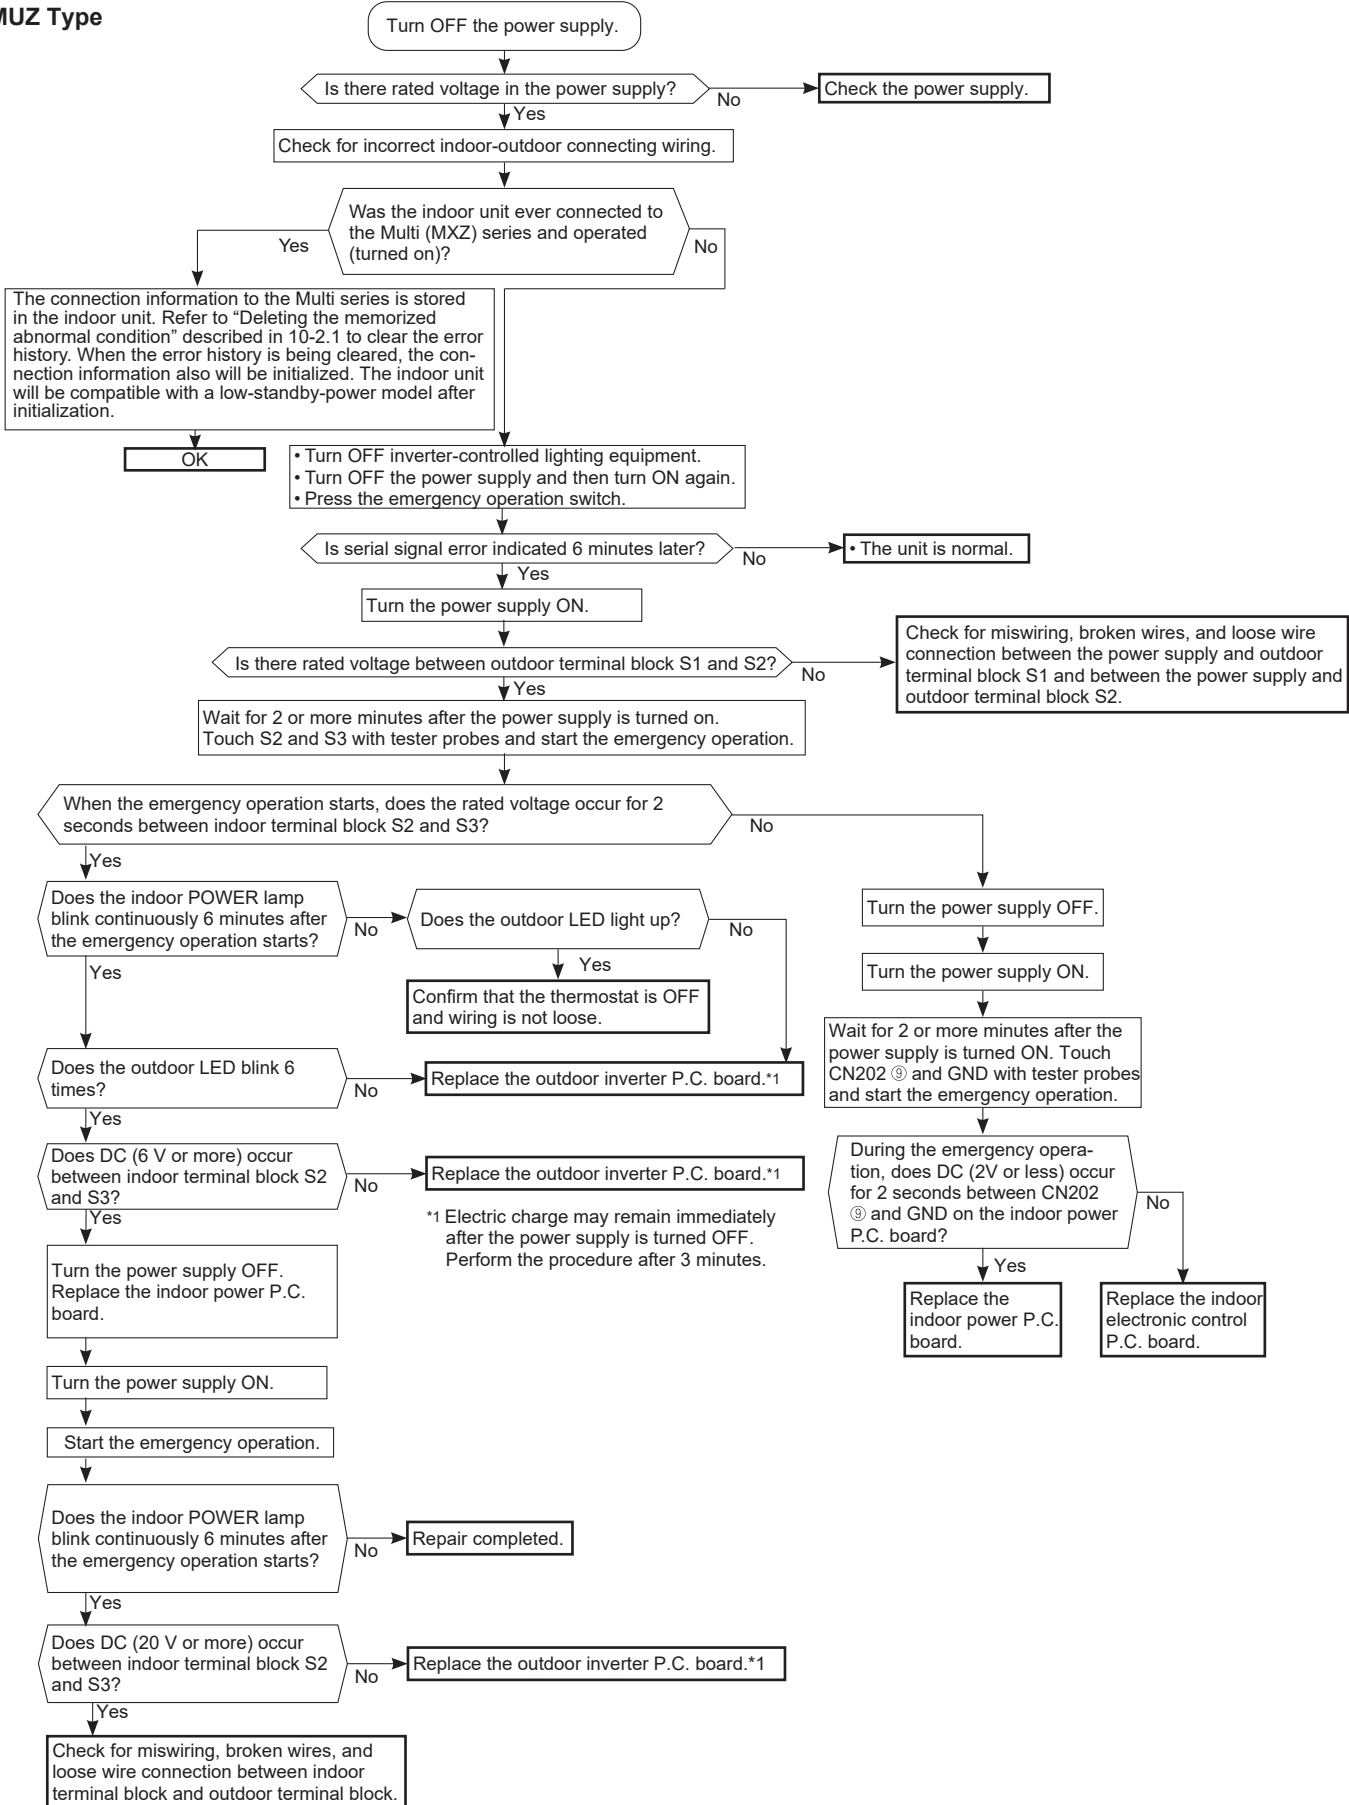 MUZ Type
Turn OFF the power supply.
Is there rated voltage in the power supply?
No
Check the power supply.
Yes
Check for incorrect indoor-outdoor connecting wiring.
Was the indoor unit ever connected to
the Multi (MXZ) series and operated
(turned on)?
Yes
No
The connection information to the Multi series is stored
in the indoor unit. Refer to “Deleting the memorized
abnormal condition” described in 10-2.1 to clear the error
history. When the error history is being cleared, the con-
nection information also will be initialized. The indoor unit
will be compatible with a low-standby-power model after
initialization.
OK
• Turn OFF inverter-controlled lighting equipment.
• Turn OFF the power supply and then turn ON again.
• Press the emergency operation switch.
Is serial signal error indicated 6 minutes later?
No
• The unit is normal.
Yes
Turn the power supply ON.
Is there rated voltage between outdoor terminal block S1 and S2?
No
Check for miswiring, broken wires, and loose wire
connection between the power supply and outdoor
terminal block S1 and between the power supply and
outdoor terminal block S2.
Yes
Wait for 2 or more minutes after the power supply is turned on.
Touch S2 and S3 with tester probes and start the emergency operation.
When the emergency operation starts, does the rated voltage occur for 2
seconds between indoor terminal block S2 and S3?
No
Yes
Does the indoor POWER lamp
blink continuously 6 minutes after
the emergency operation starts?
No
Does the outdoor LED light up?
No
Yes
Confirm that the thermostat is OFF
and wiring is not loose.
Yes
Does the outdoor LED blink 6
times?
No
Replace the outdoor inverter P.C. board.*1
Yes
Does DC (6 V or more) occur
between indoor terminal block S2
and S3?
No
Replace the outdoor inverter P.C. board.*1
*1 Electric charge may remain immediately
after the power supply is turned OFF.
Perform the procedure after 3 minutes.
Yes
Turn the power supply OFF.
Replace the indoor power P.C.
board.
Turn the power supply ON.
Start the emergency operation.
Does the indoor POWER lamp
blink continuously 6 minutes after
the emergency operation starts?
No
Repair completed.
Yes
Does DC (20 V or more) occur
between indoor terminal block S2
and S3?
No
Replace the outdoor inverter P.C. board.*1
Yes
Check for miswiring, broken wires, and
loose wire connection between indoor
terminal block and outdoor terminal block.
Turn the power supply OFF.
Turn the power supply ON.
Wait for 2 or more minutes after the
power supply is turned ON. Touch
CN202 ⑨ and GND with tester probes
and start the emergency operation.
During the emergency opera-
tion, does DC (2V or less) occur
for 2 seconds between CN202
⑨ and GND on the indoor power
P.C. board?
No
Yes
Replace the
indoor power P.C.
board.
Replace the indoor
electronic control
P.C. board.